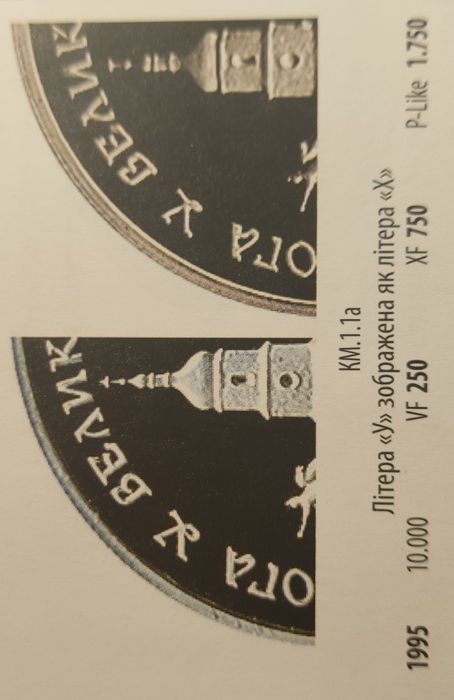 ОГА У ВЕЛИК
ОГА У ВЕЛИК
КМ.1.1а
Літера «У» зображена як літера «Х»
1995 10.000 VF 250 XF 750 P-Like 1.750